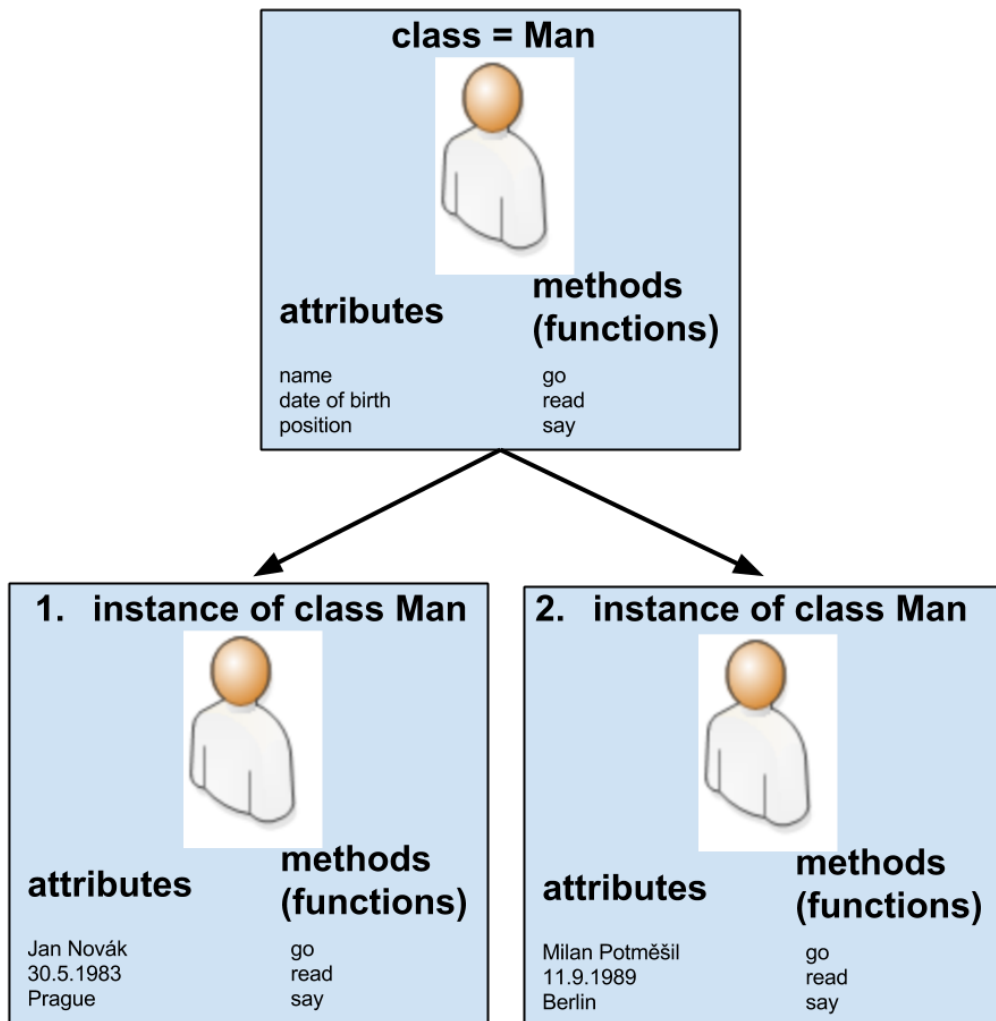 class = Man
attributes
methods
(functions)
name
date of birth
position
go
read
say
1. instance of class Man
attributes
methods
(functions)
Jan Novák
30.5.1983
Prague
go
read
say
2. instance of class Man
attributes
methods
(functions)
Milan Potměšil
11.9.1989
Berlin
go
read
say